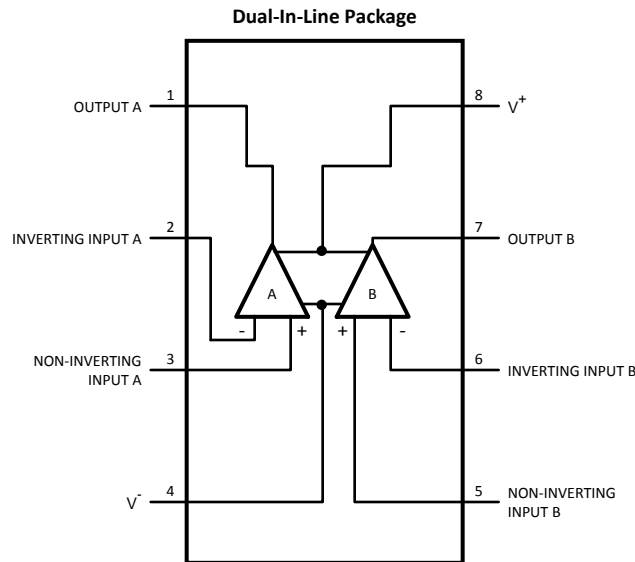 Dual-In-Line Package
1
OUTPUT A
8
V+
2
INVERTING INPUT A
7
OUTPUT B
A
B
-
+
+
-
3
NON-INVERTING
INPUT A
6
INVERTING INPUT B
4
V-
5
NON-INVERTING
INPUT B